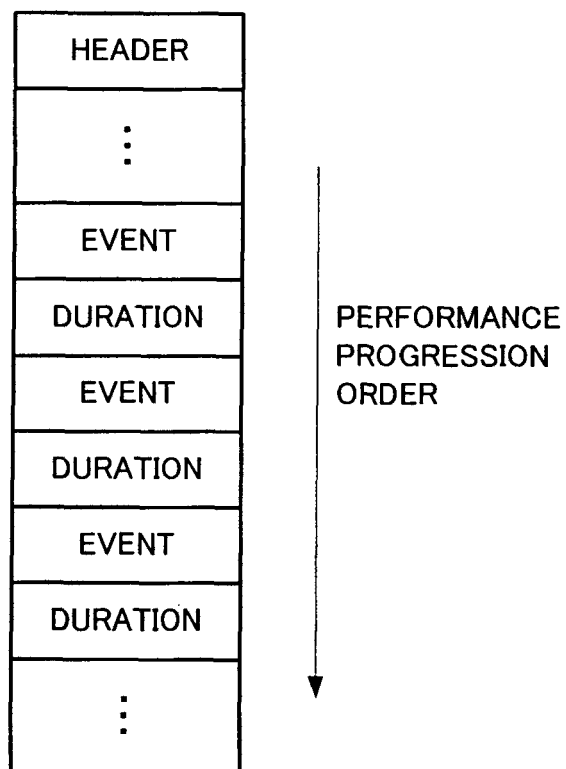 HEADER
⋮
EVENT
DURATION
EVENT
DURATION
EVENT
DURATION
⋮
PERFORMANCE
PROGRESSION
ORDER